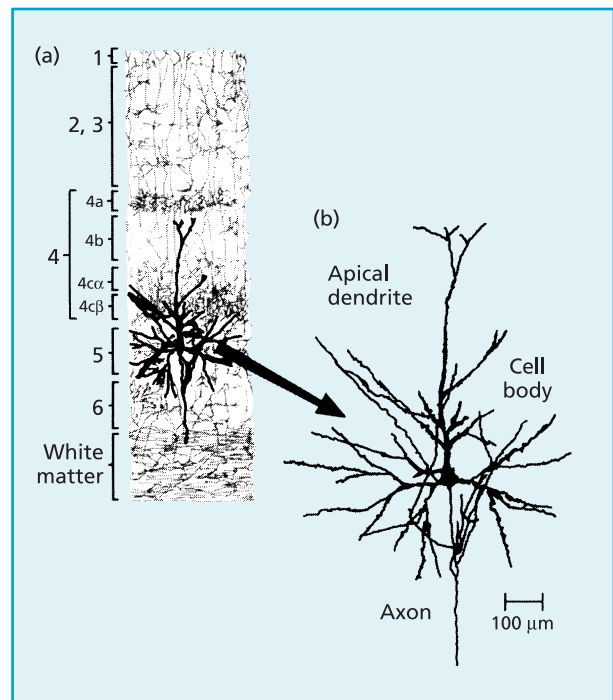 (a)
1
2, 3
4a
4b
4
4cα
4cβ
5
6
White
matter
(b)
Apical
dendrite
Cell
body
Axon
100 μm